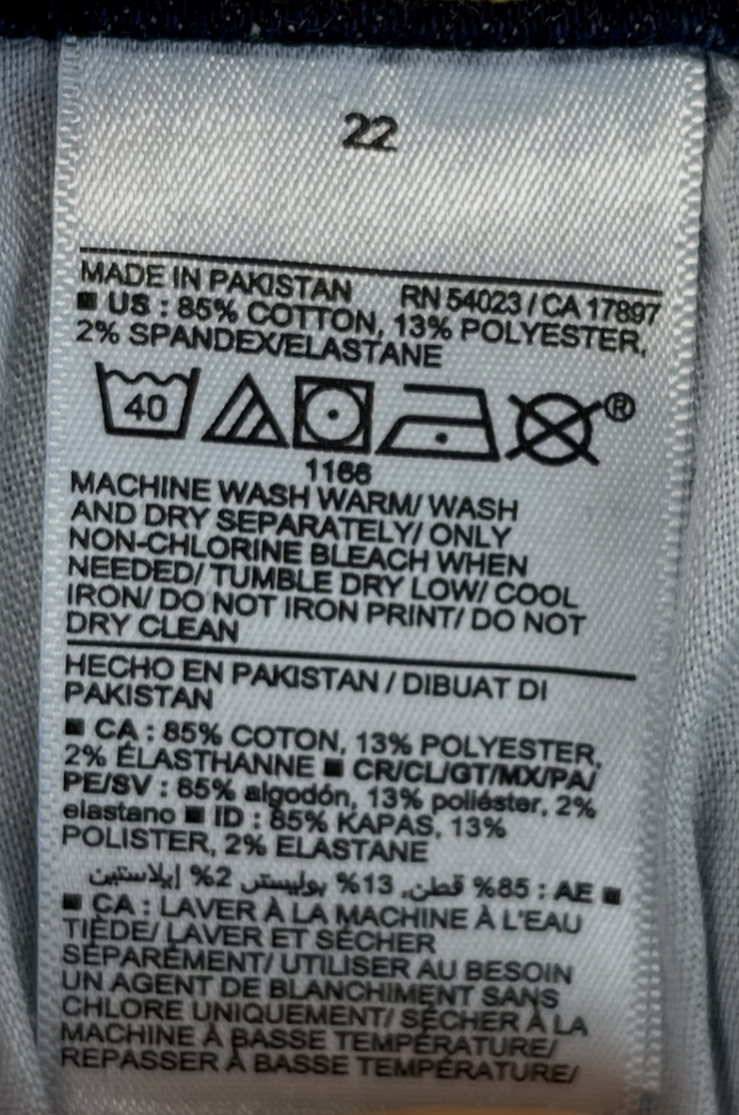 22
MADE IN PAKISTAN RN 54023 / CA 17897
■ US : 85% COTTON, 13% POLYESTER,
2% SPANDEX/ELASTANE
40
®
1166
MACHINE WASH WARM/ WASH
AND DRY SEPARATELY/ ONLY
NON-CHLORINE BLEACH WHEN
NEEDED/ TUMBLE DRY LOW/ COOL
IRON/ DO NOT IRON PRINT/ DO NOT
DRY CLEAN
HECHO EN PAKISTAN / DIBUAT DI
PAKISTAN
■ CA : 85% COTON, 13% POLYESTER,
2% ÉLASTHANNE ■ CR/CL/GT/MX/PA/
PE/SV : 85% algodón, 13% poliéster, 2%
elastano ■ ID : 85% KAPAS, 13%
POLISTER, 2% ELASTANE
■ AE : 85% قطن, 13% بوليستر 2% إيلاستين
■ CA : LAVER À LA MACHINE À L'EAU
TIÈDE/ LAVER ET SÉCHER
SÉPARÉMENT/ UTILISER AU BESOIN
UN AGENT DE BLANCHIMENT SANS
CHLORE UNIQUEMENT/ SÉCHER À LA
MACHINE À BASSE TEMPÉRATURE/
REPASSER À BASSE TEMPÉRATURE/